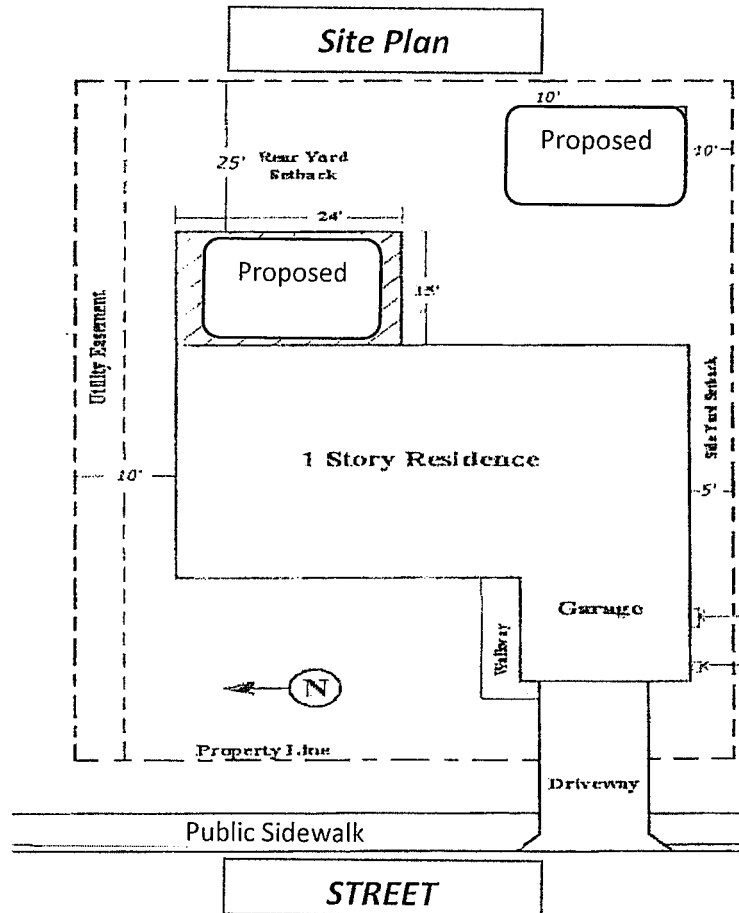 Site Plan
10'
Proposed
10'
25'
Rear Yard
Setback
24'
Proposed
15'
Utility Easement
Side Yard Setback
1 Story Residence
10'
5'
Garage
Walkway
N
Property Line
Driveway
Public Sidewalk
STREET